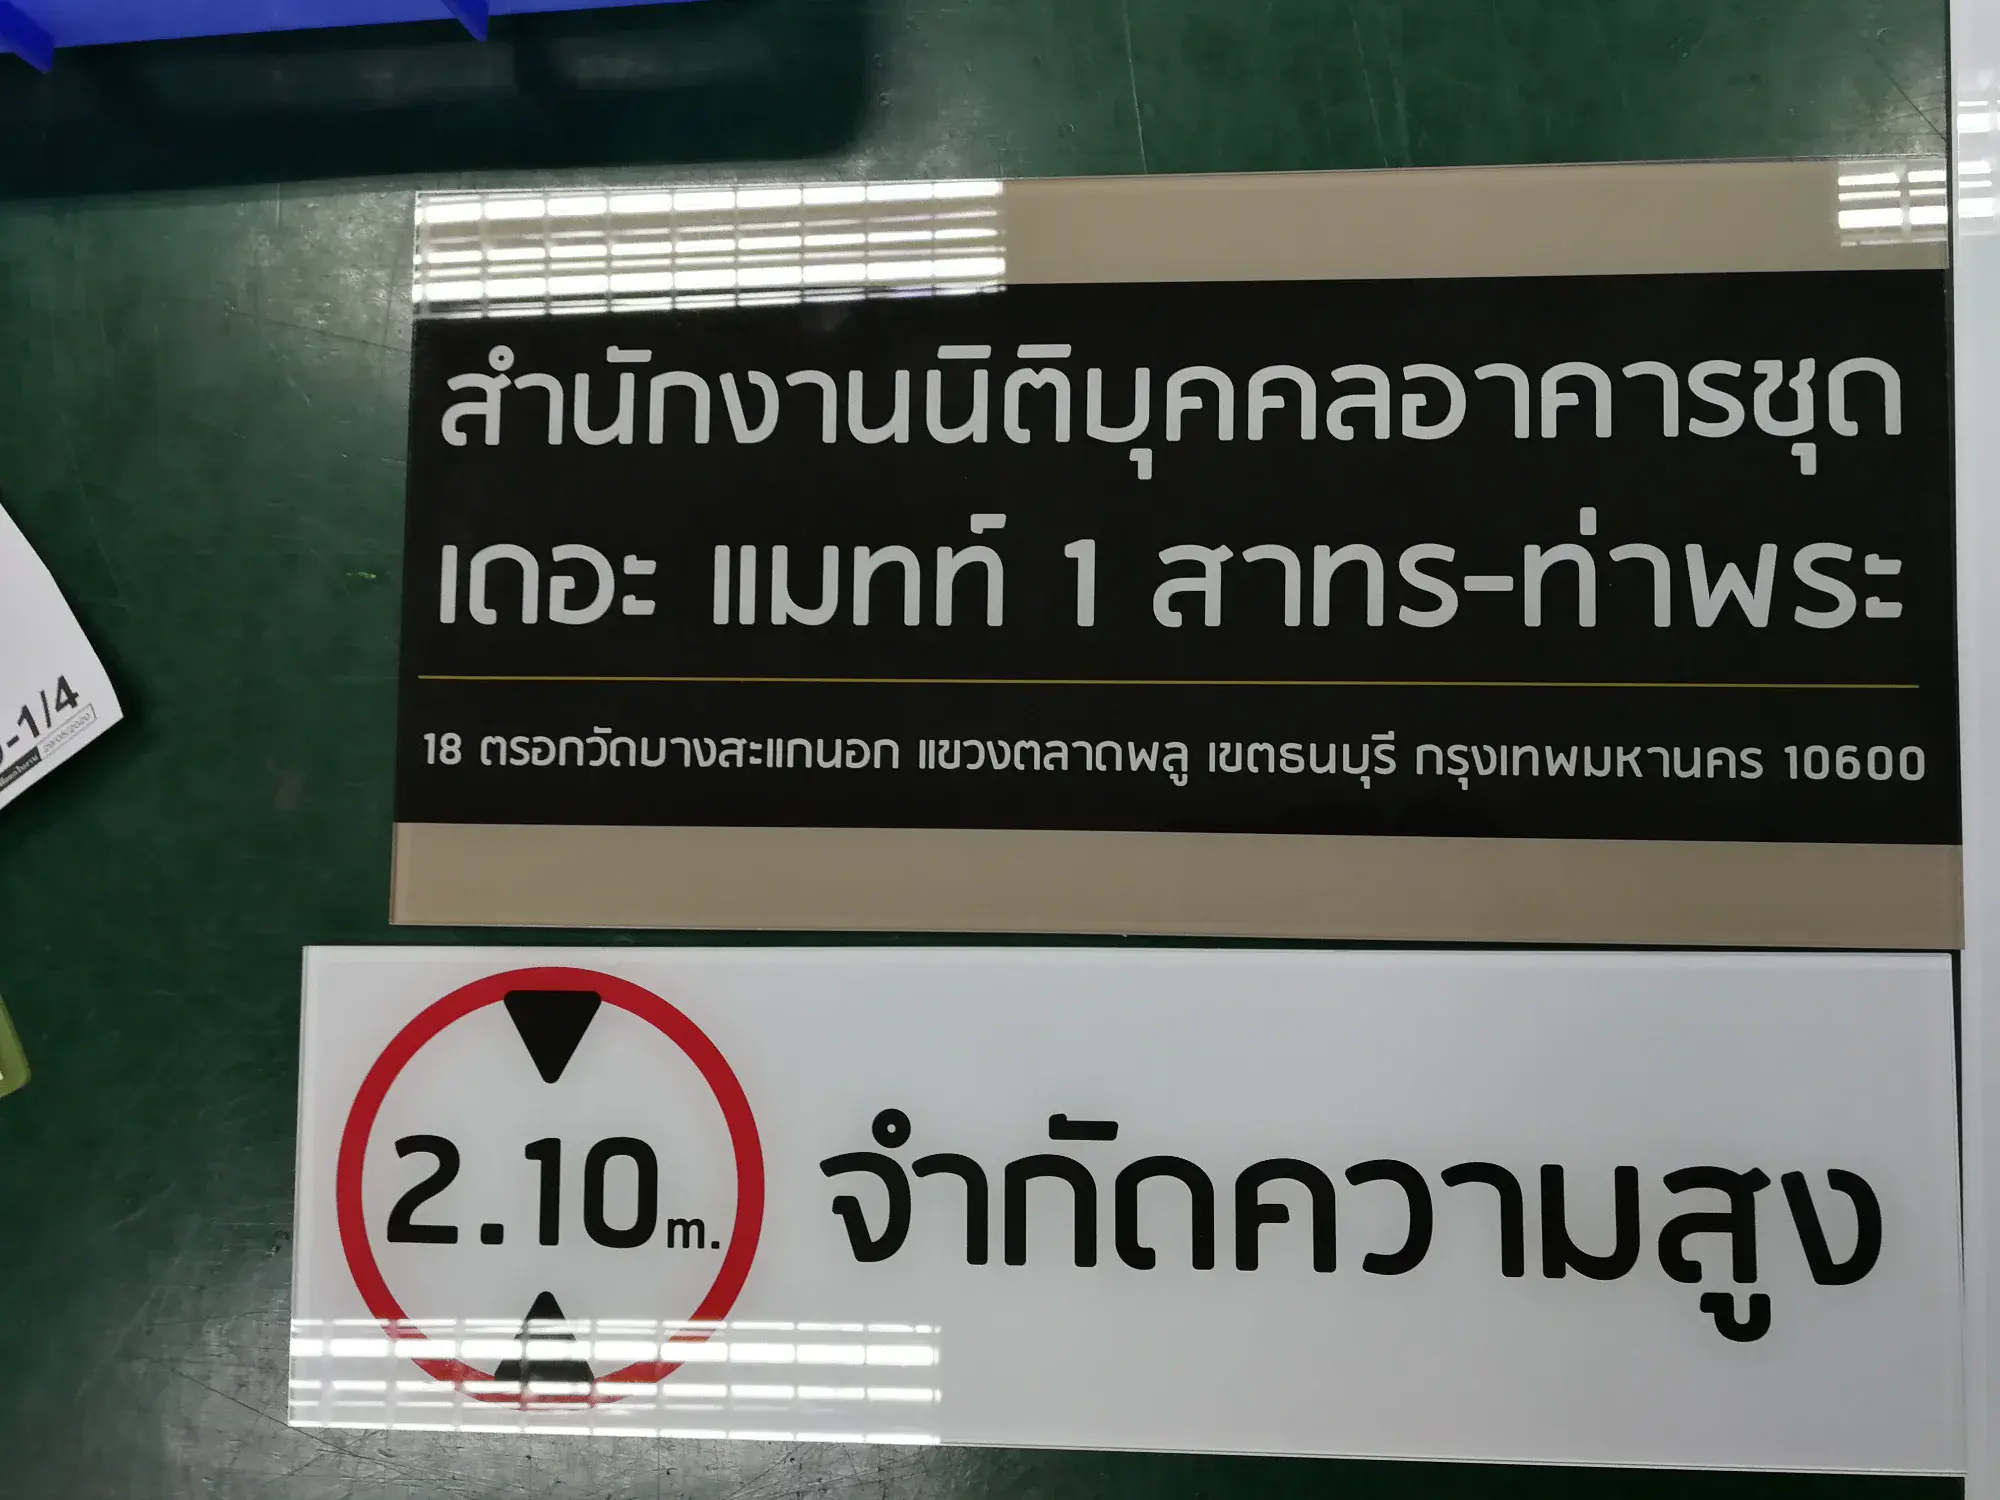 สำนักงานนิติบุคคลอาคารชุด
เดอะ แมทท์ 1 สาทร-ท่าพระ
18 ตรอกวัดบางสะแกนอก แขวงตลาดพลู เขตธนบุรี กรุงเทพมหานคร 10600
2.10m.
จำกัดความสูง
-1/4
29/05/2020